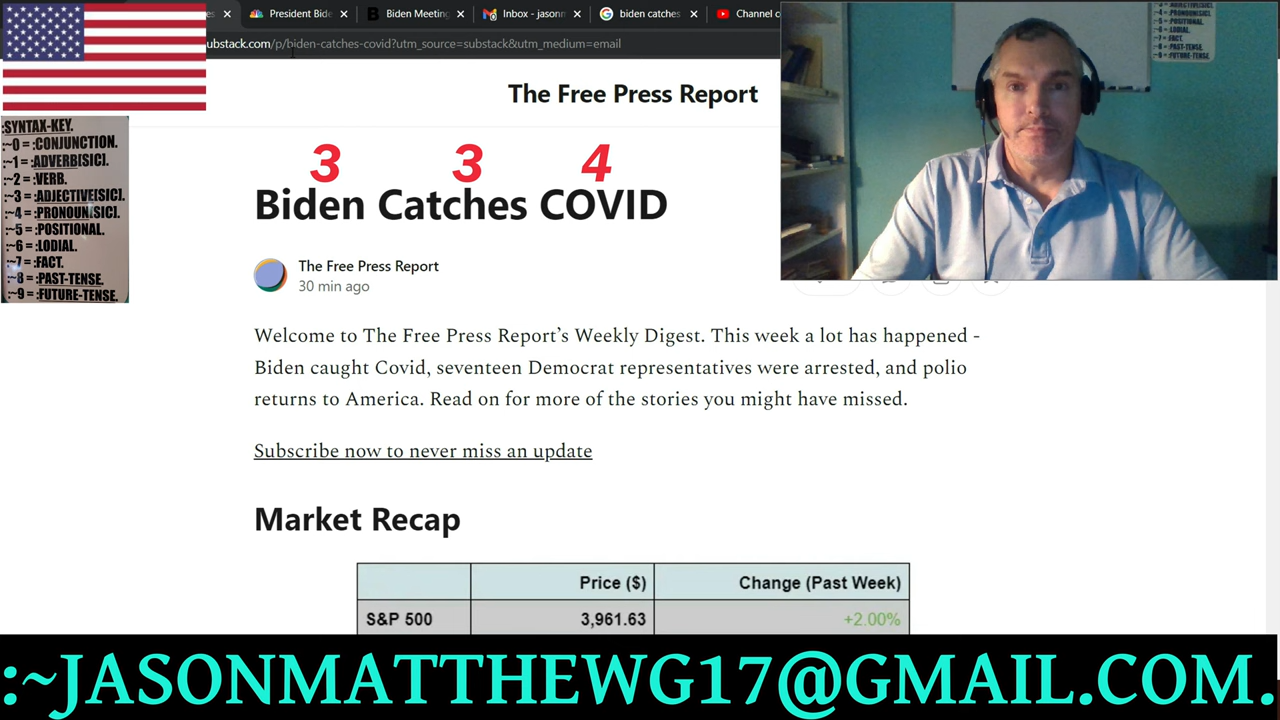 President Bide
Biden Meeting
Inbox - jasonn
biden catches
Channel c
ubstack.com/p/biden-catches-covid?utm_source=substack&utm_medium=email
The Free Press Report
:SYNTAX-KEY.
:~0 = :CONJUNCTION.
:~1 = :ADVERB[SIC].
:~2 = :VERB.
:~3 = :ADJECTIVE[SIC].
:~4 = :PRONOUN[SIC].
:~5 = :POSITIONAL.
:~6 = :LODIAL.
:~7 = :FACT.
:~8 = :PAST-TENSE.
:~9 = :FUTURE-TENSE.
3 3 4
Biden Catches COVID
The Free Press Report
30 min ago
Welcome to The Free Press Report’s Weekly Digest. This week a lot has happened -
Biden caught Covid, seventeen Democrat representatives were arrested, and polio
returns to America. Read on for more of the stories you might have missed.
Subscribe now to never miss an update
Market Recap
Price ($) Change (Past Week)
S&P 500 3,961.63 +2.00%
:~JASONMATTHEWG17@GMAIL.COM.